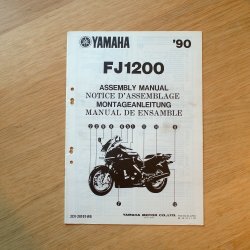 YAMAHA '90
FJ1200
ASSEMBLY MANUAL
NOTICE D'ASSEMBLAGE
MONTAGEANLEITUNG
MANUAL DE ENSAMBLE
YAMAHA MOTOR CO., LTD.